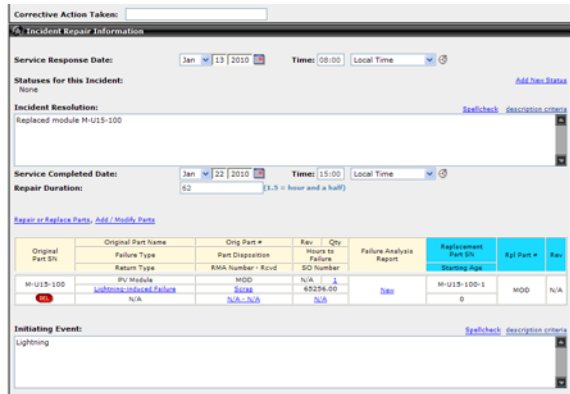 Corrective Action Taken:
Incident Repair Information
Service Response Date: Jan 13 2010 Time: 08:00 Local Time
Statuses for this Incident: Add New Status
None
Incident Resolution: Spellcheck description criteria
Replaced module M-U15-100
Service Completed Date: Jan 22 2010 Time: 15:00 Local Time
Repair Duration: 62 (1.5 = hour and a half)
Repair or Replace Parts, Add / Modify Parts
Original Part SN Original Part Name Orig Part # Rev Qty Failure Analysis Report Replacement Part SN Rpl Part # Rev
Failure Type Part Disposition Hours to Failure
Return Type RMA Number - Rcvd SO Number Starting Age
M-U15-100 PV Module MOD N/A 1 New M-U15-100-1 MOD N/A
DEL Lightning-induced Failure Scrap 65256.00
N/A N/A - N/A N/A 0
Initiating Event: Spellcheck description criteria
Lightning